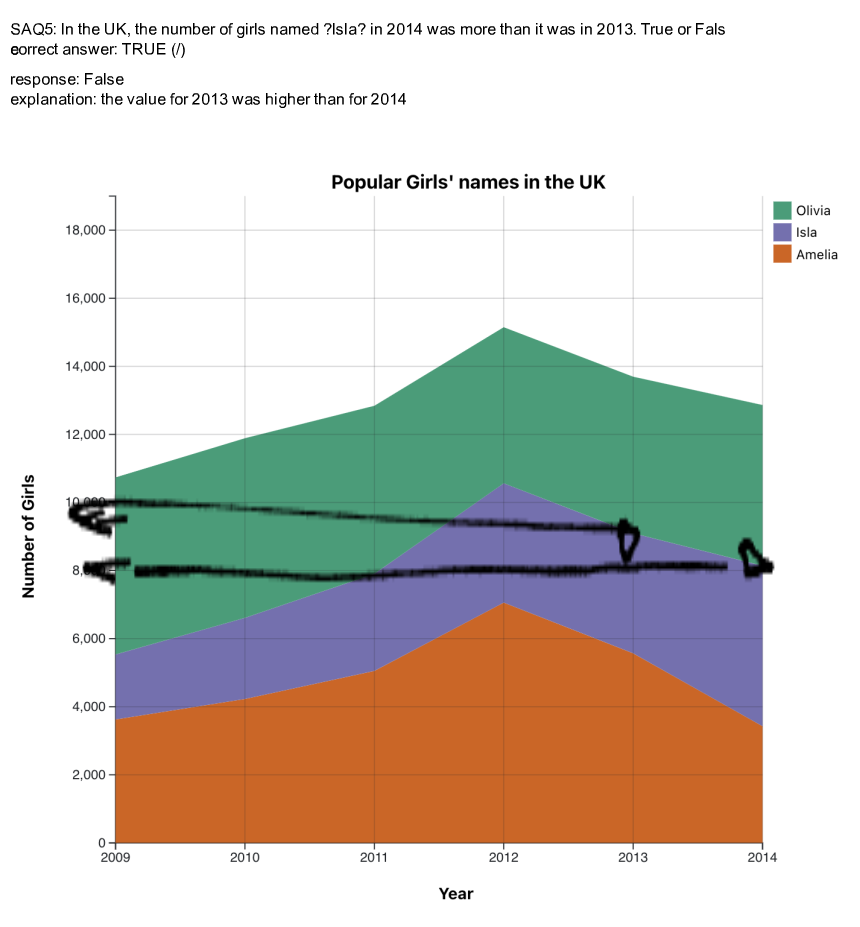 SAQ5: In the UK, the number of girls named ?Isla? in 2014 was more than it was in 2013. True or Fals
eorrect answer: TRUE (/)
response: False
explanation: the value for 2013 was higher than for 2014
Popular Girls' names in the UK
Olivia
Isla
Amelia
18,000
16,000
14,000
12,000
10,000
8,000
6,000
4,000
2,000
0
Number of Girls
2009 2010 2011 2012 2013 2014
Year